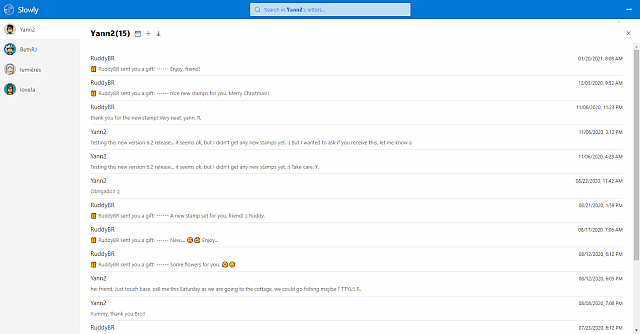 Slowly
Search in Yann2's letters...
Yann2
BethR♪
lumières
love.la
Yann2(15)
RuddyBR 01/20/2021, 8:08 AM
RuddyBR sent you a gift! ------ Enjoy, friend!
RuddyBR 12/05/2020, 9:52 AM
RuddyBR sent you a gift! ------ nice new stamps for you. Merry Christmas!!
RuddyBR 11/06/2020, 11:23 PM
thank you for the new stamp! Very neat, yann. R.
Yann2 11/06/2020, 3:12 PM
Testing this new version 6.2 release... it seems ok, but I didn't get any new stamps yet. :) But I wanted to ask if you receive this, let me know a
Yann2 11/06/2020, 4:23 AM
Testing this new version 6.2 release... it seems ok, but I didn't get any new stamps yet. :) Take care. Y.
Yann2 08/22/2020, 11:42 AM
Obrigado!! :)
RuddyBR 08/21/2020, 1:59 PM
RuddyBR sent you a gift! ------ A new stamp set for you, friend! :) Ruddy.
RuddyBR 08/17/2020, 7:06 AM
RuddyBR sent you a gift! ------ New.... Enjoy...
RuddyBR 08/12/2020, 6:12 PM
RuddyBR sent you a gift! ------ Some flowers for you.
Yann2 08/12/2020, 6:05 PM
hei friend, Just touch base, call me this Saturday as we are going to the cottage. we could go fishing maybe ? TTYL!! R.
Yann2 08/08/2020, 7:08 PM
Yummy, thank you Bro!!
RuddyBR 07/23/2020, 6:12 PM